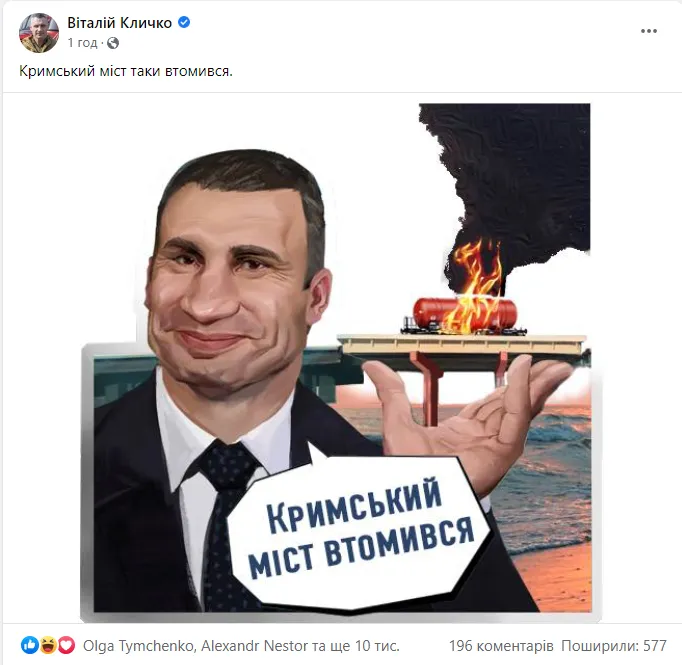 Віталій Кличко
1 год ·
Кримський міст таки втомився.
Кримський
міст втомився
Olga Tymchenko, Alexandr Nestor та ще 10 тис.
196 коментарів Поширили: 577